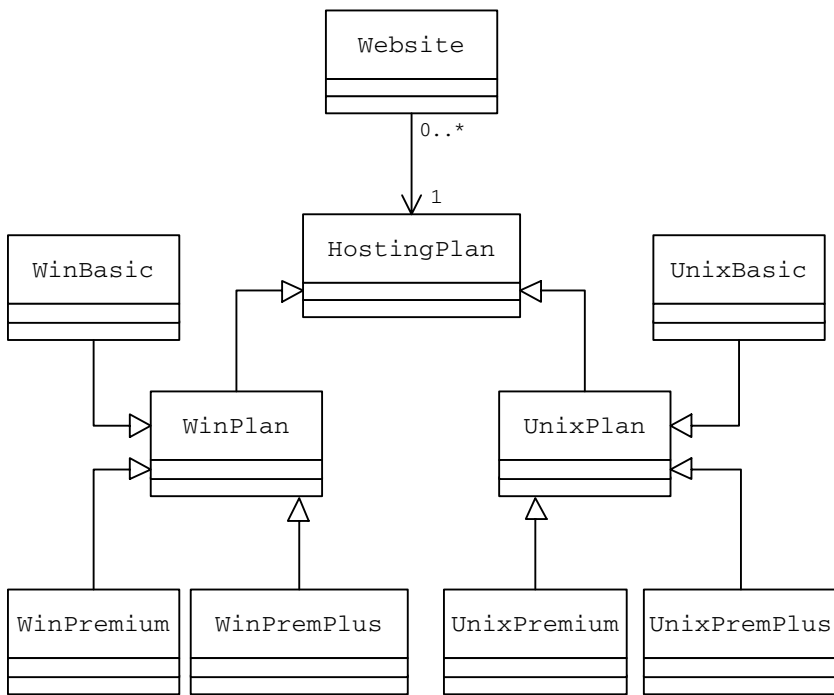 Website
0..*
1
HostingPlan
WinBasic
UnixBasic
WinPlan
UnixPlan
WinPremium
WinPremPlus
UnixPremium
UnixPremPlus